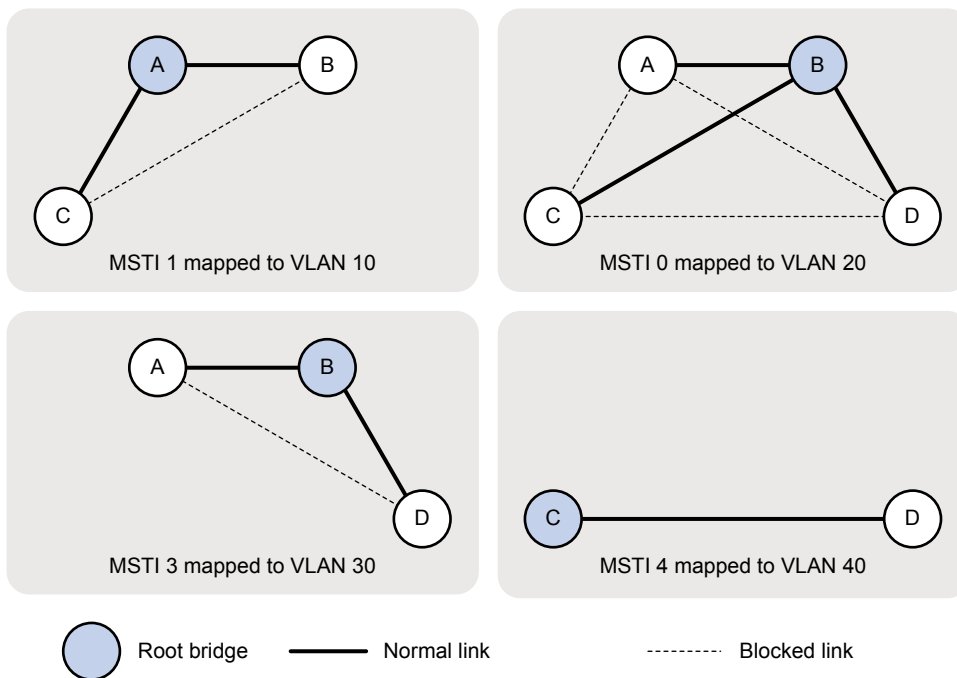 A
B
C
MSTI 1 mapped to VLAN 10
A
B
C
D
MSTI 0 mapped to VLAN 20
A
B
D
MSTI 3 mapped to VLAN 30
C
D
MSTI 4 mapped to VLAN 40
Root bridge
Normal link
Blocked link